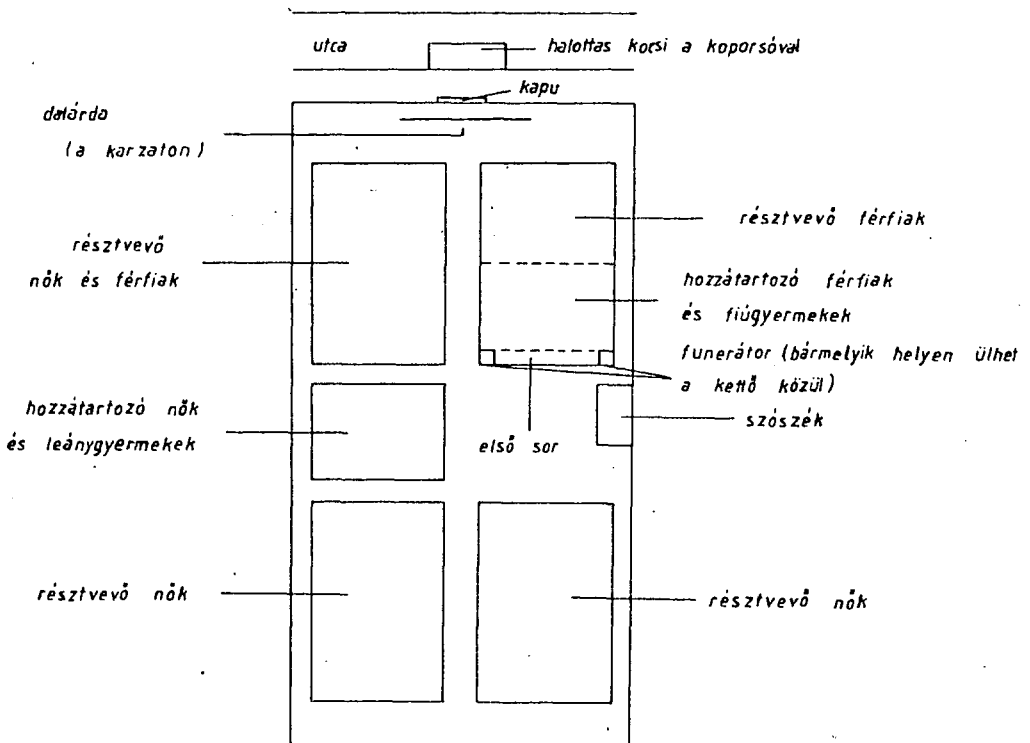 utca
halottas kocsi a koporsóval
kapu
dalárda
(a karzaton)
résztvevő férfiak
résztvevő
nők és férfiak
hozzátartozó férfiak
és fiúgyermekek
funerátor (bármelyik helyen ülhet
a kettő közül)
hozzátartozó nők
és leánygyermekek
első sor
szószék
résztvevő nők
résztvevő nők